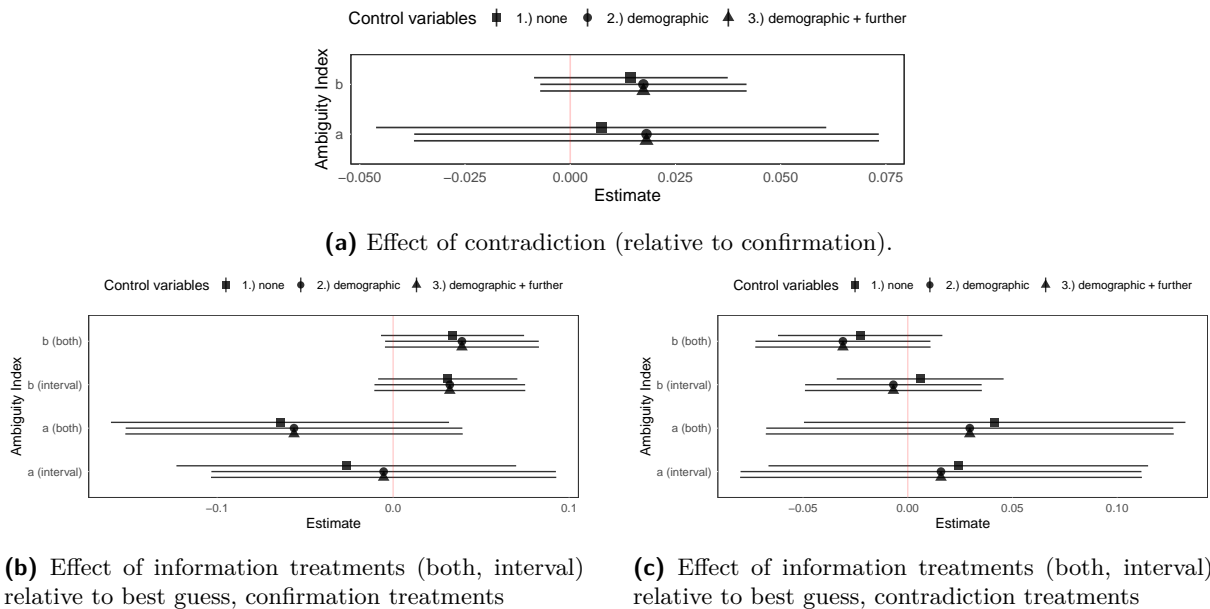 Control variables 1.) none 2.) demographic 3.) demographic + further
Ambiguity Index
b
a
−0.050 −0.025 0.000 0.025 0.050 0.075
Estimate
(a) Effect of contradiction (relative to confirmation).
Control variables 1.) none 2.) demographic 3.) demographic + further
Ambiguity Index
b (both)
b (interval)
a (both)
a (interval)
−0.1 0.0 0.1
Estimate
(b) Effect of information treatments (both, interval)
relative to best guess, confirmation treatments
Control variables 1.) none 2.) demographic 3.) demographic + further
Ambiguity Index
b (both)
b (interval)
a (both)
a (interval)
−0.05 0.00 0.05 0.10
Estimate
(c) Effect of information treatments (both, interval)
relative to best guess, contradiction treatments